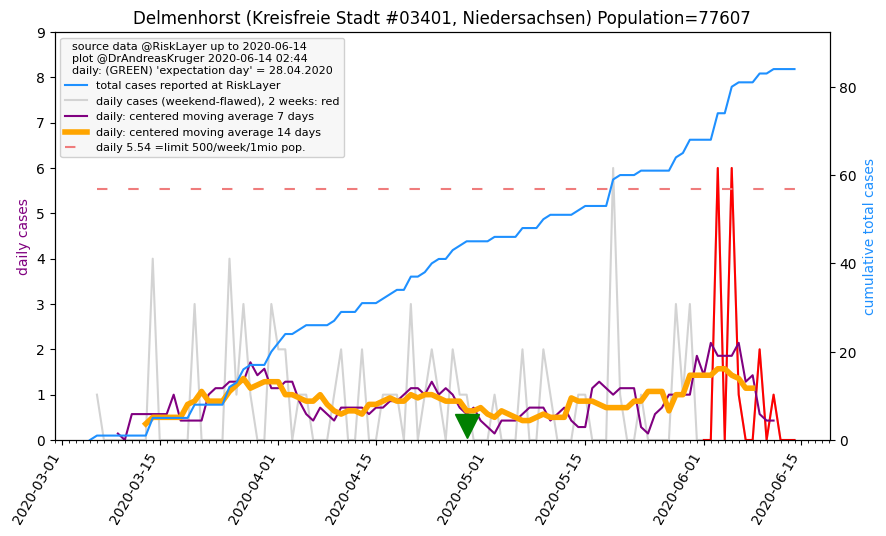 Delmenhorst (Kreisfreie Stadt #03401, Niedersachsen) Population=77607
source data @RiskLayer up to 2020-06-14
plot @DrAndreasKruger 2020-06-14 02:44
daily: (GREEN) 'expectation day' = 28.04.2020
total cases reported at RiskLayer
daily cases (weekend-flawed), 2 weeks: red
daily: centered moving average 7 days
daily: centered moving average 14 days
daily 5.54 =limit 500/week/1mio pop.
daily cases
9
8
7
6
5
4
3
2
1
0
80
60
40
20
0
cumulative total cases
2020-03-01
2020-03-15
2020-04-01
2020-04-15
2020-05-01
2020-05-15
2020-06-01
2020-06-15